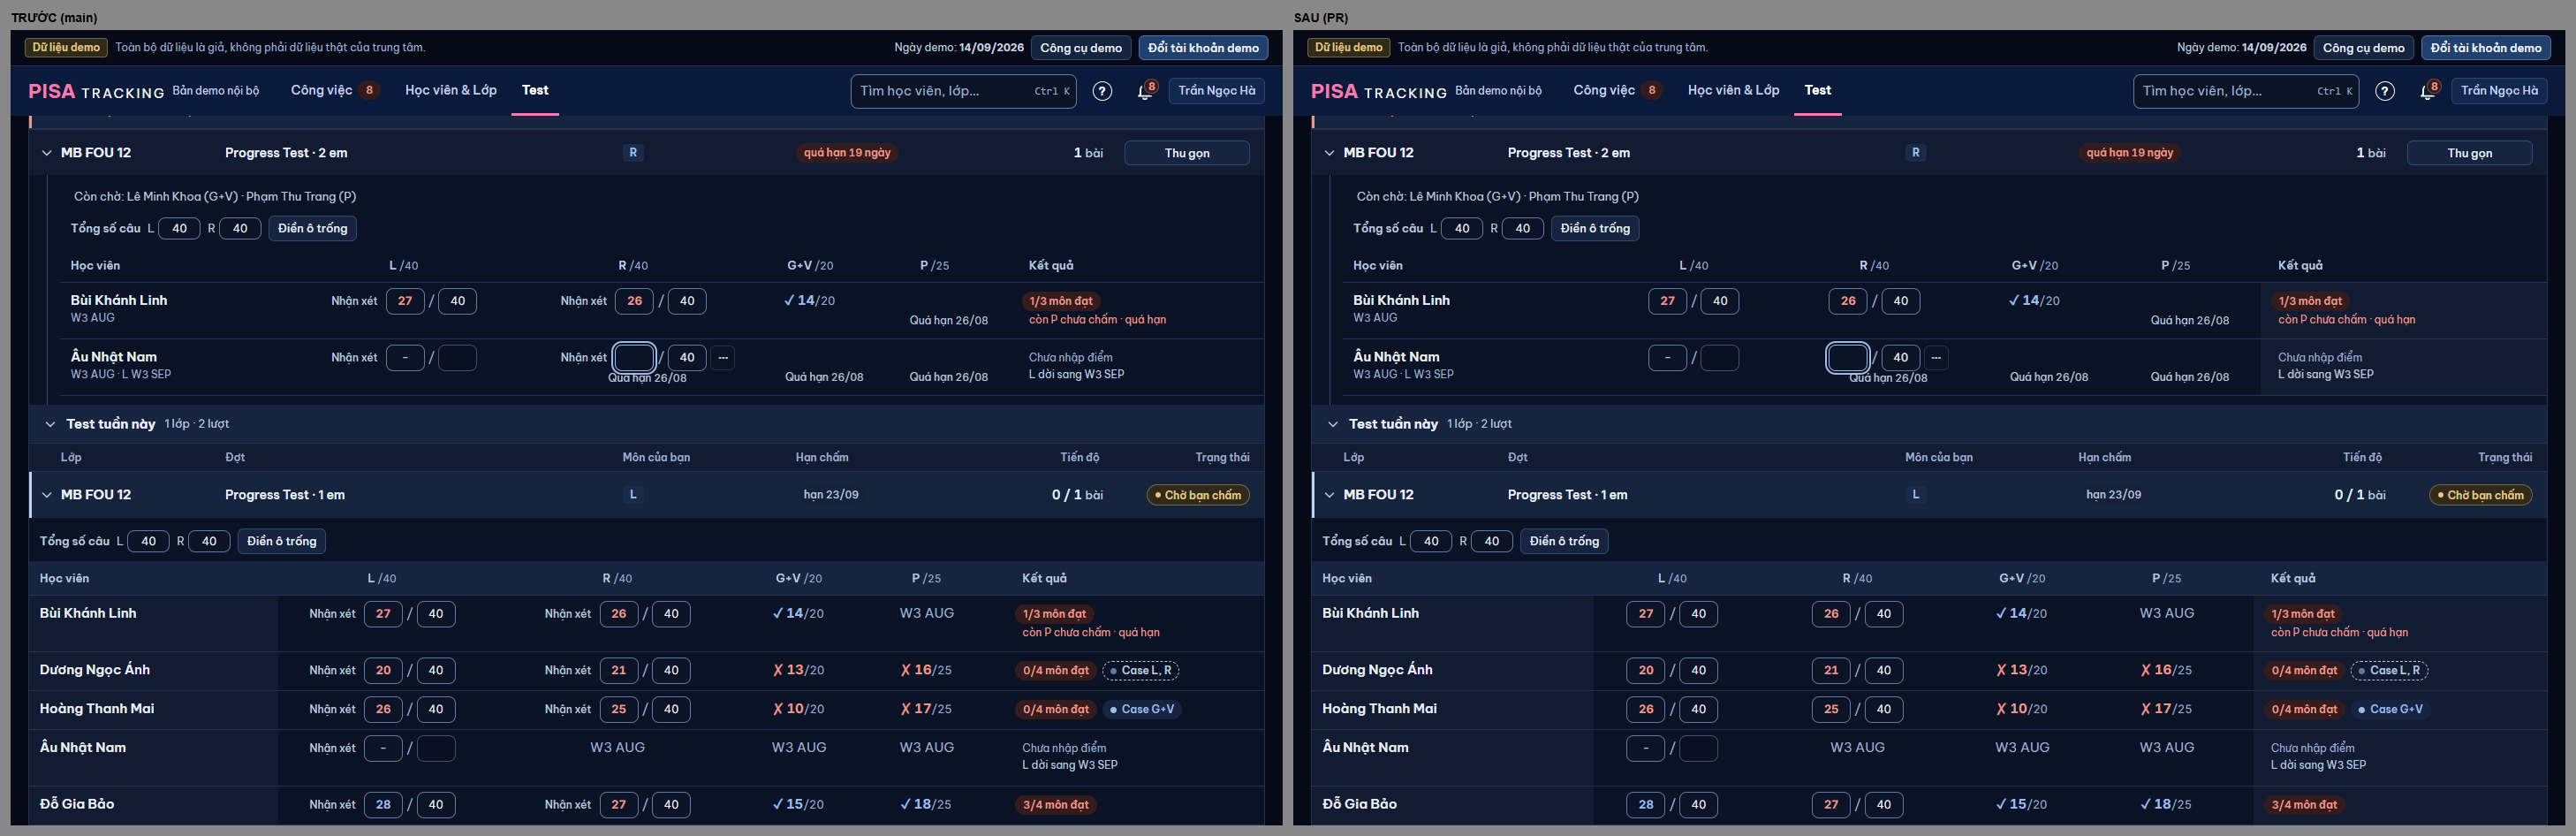 TRƯỚC (main)
Dữ liệu demo Toàn bộ dữ liệu là giả, không phải dữ liệu thật của trung tâm. Ngày demo: 14/09/2026 Công cụ demo Đổi tài khoản demo
PISA TRACKING Bản demo nội bộ Công việc 8 Học viên & Lớp Test Tìm học viên, lớp... Ctrl K ? 8 Trần Ngọc Hà
MB FOU 12 Progress Test · 2 em R quá hạn 19 ngày 1 bài Thu gọn
Còn chờ: Lê Minh Khoa (G+V) · Phạm Thu Trang (P)
Tổng số câu L 40 R 40 Điền ô trống
Học viên L /40 R /40 G+V /20 P /25 Kết quả
Bùi Khánh Linh Nhận xét 27 / 40 Nhận xét 26 / 40 ✓ 14/20 1/3 môn đạt
W3 AUG Quá hạn 26/08 còn P chưa chấm · quá hạn
Âu Nhật Nam Nhận xét - / Nhận xét / 40 ··· Chưa nhập điểm
W3 AUG · L W3 SEP Quá hạn 26/08 Quá hạn 26/08 Quá hạn 26/08 L dời sang W3 SEP
Test tuần này 1 lớp · 2 lượt
Lớp Đợt Môn của bạn Hạn chấm Tiến độ Trạng thái
MB FOU 12 Progress Test · 1 em L hạn 23/09 0 / 1 bài Chờ bạn chấm
Tổng số câu L 40 R 40 Điền ô trống
Học viên L /40 R /40 G+V /20 P /25 Kết quả
Bùi Khánh Linh Nhận xét 27 / 40 Nhận xét 26 / 40 ✓ 14/20 W3 AUG 1/3 môn đạt
còn P chưa chấm · quá hạn
Dương Ngọc Ánh Nhận xét 20 / 40 Nhận xét 21 / 40 ✗ 13/20 ✗ 16/25 0/4 môn đạt Case L, R
Hoàng Thanh Mai Nhận xét 26 / 40 Nhận xét 25 / 40 ✗ 10/20 ✗ 17/25 0/4 môn đạt Case G+V
Âu Nhật Nam Nhận xét - / W3 AUG W3 AUG W3 AUG Chưa nhập điểm
L dời sang W3 SEP
Đỗ Gia Bảo Nhận xét 28 / 40 Nhận xét 27 / 40 ✓ 15/20 ✓ 18/25 3/4 môn đạt
SAU (PR)
Dữ liệu demo Toàn bộ dữ liệu là giả, không phải dữ liệu thật của trung tâm. Ngày demo: 14/09/2026 Công cụ demo Đổi tài khoản demo
PISA TRACKING Bản demo nội bộ Công việc 8 Học viên & Lớp Test Tìm học viên, lớp... Ctrl K ? 8 Trần Ngọc Hà
MB FOU 12 Progress Test · 2 em R quá hạn 19 ngày 1 bài Thu gọn
Còn chờ: Lê Minh Khoa (G+V) · Phạm Thu Trang (P)
Tổng số câu L 40 R 40 Điền ô trống
Học viên L /40 R /40 G+V /20 P /25 Kết quả
Bùi Khánh Linh 27 / 40 26 / 40 ✓ 14/20 1/3 môn đạt
W3 AUG Quá hạn 26/08 còn P chưa chấm · quá hạn
Âu Nhật Nam - / / 40 ··· Chưa nhập điểm
W3 AUG · L W3 SEP Quá hạn 26/08 Quá hạn 26/08 Quá hạn 26/08 L dời sang W3 SEP
Test tuần này 1 lớp · 2 lượt
Lớp Đợt Môn của bạn Hạn chấm Tiến độ Trạng thái
MB FOU 12 Progress Test · 1 em L hạn 23/09 0 / 1 bài Chờ bạn chấm
Tổng số câu L 40 R 40 Điền ô trống
Học viên L /40 R /40 G+V /20 P /25 Kết quả
Bùi Khánh Linh 27 / 40 26 / 40 ✓ 14/20 W3 AUG 1/3 môn đạt
còn P chưa chấm · quá hạn
Dương Ngọc Ánh 20 / 40 21 / 40 ✗ 13/20 ✗ 16/25 0/4 môn đạt Case L, R
Hoàng Thanh Mai 26 / 40 25 / 40 ✗ 10/20 ✗ 17/25 0/4 môn đạt Case G+V
Âu Nhật Nam - / W3 AUG W3 AUG W3 AUG Chưa nhập điểm
L dời sang W3 SEP
Đỗ Gia Bảo 28 / 40 27 / 40 ✓ 15/20 ✓ 18/25 3/4 môn đạt